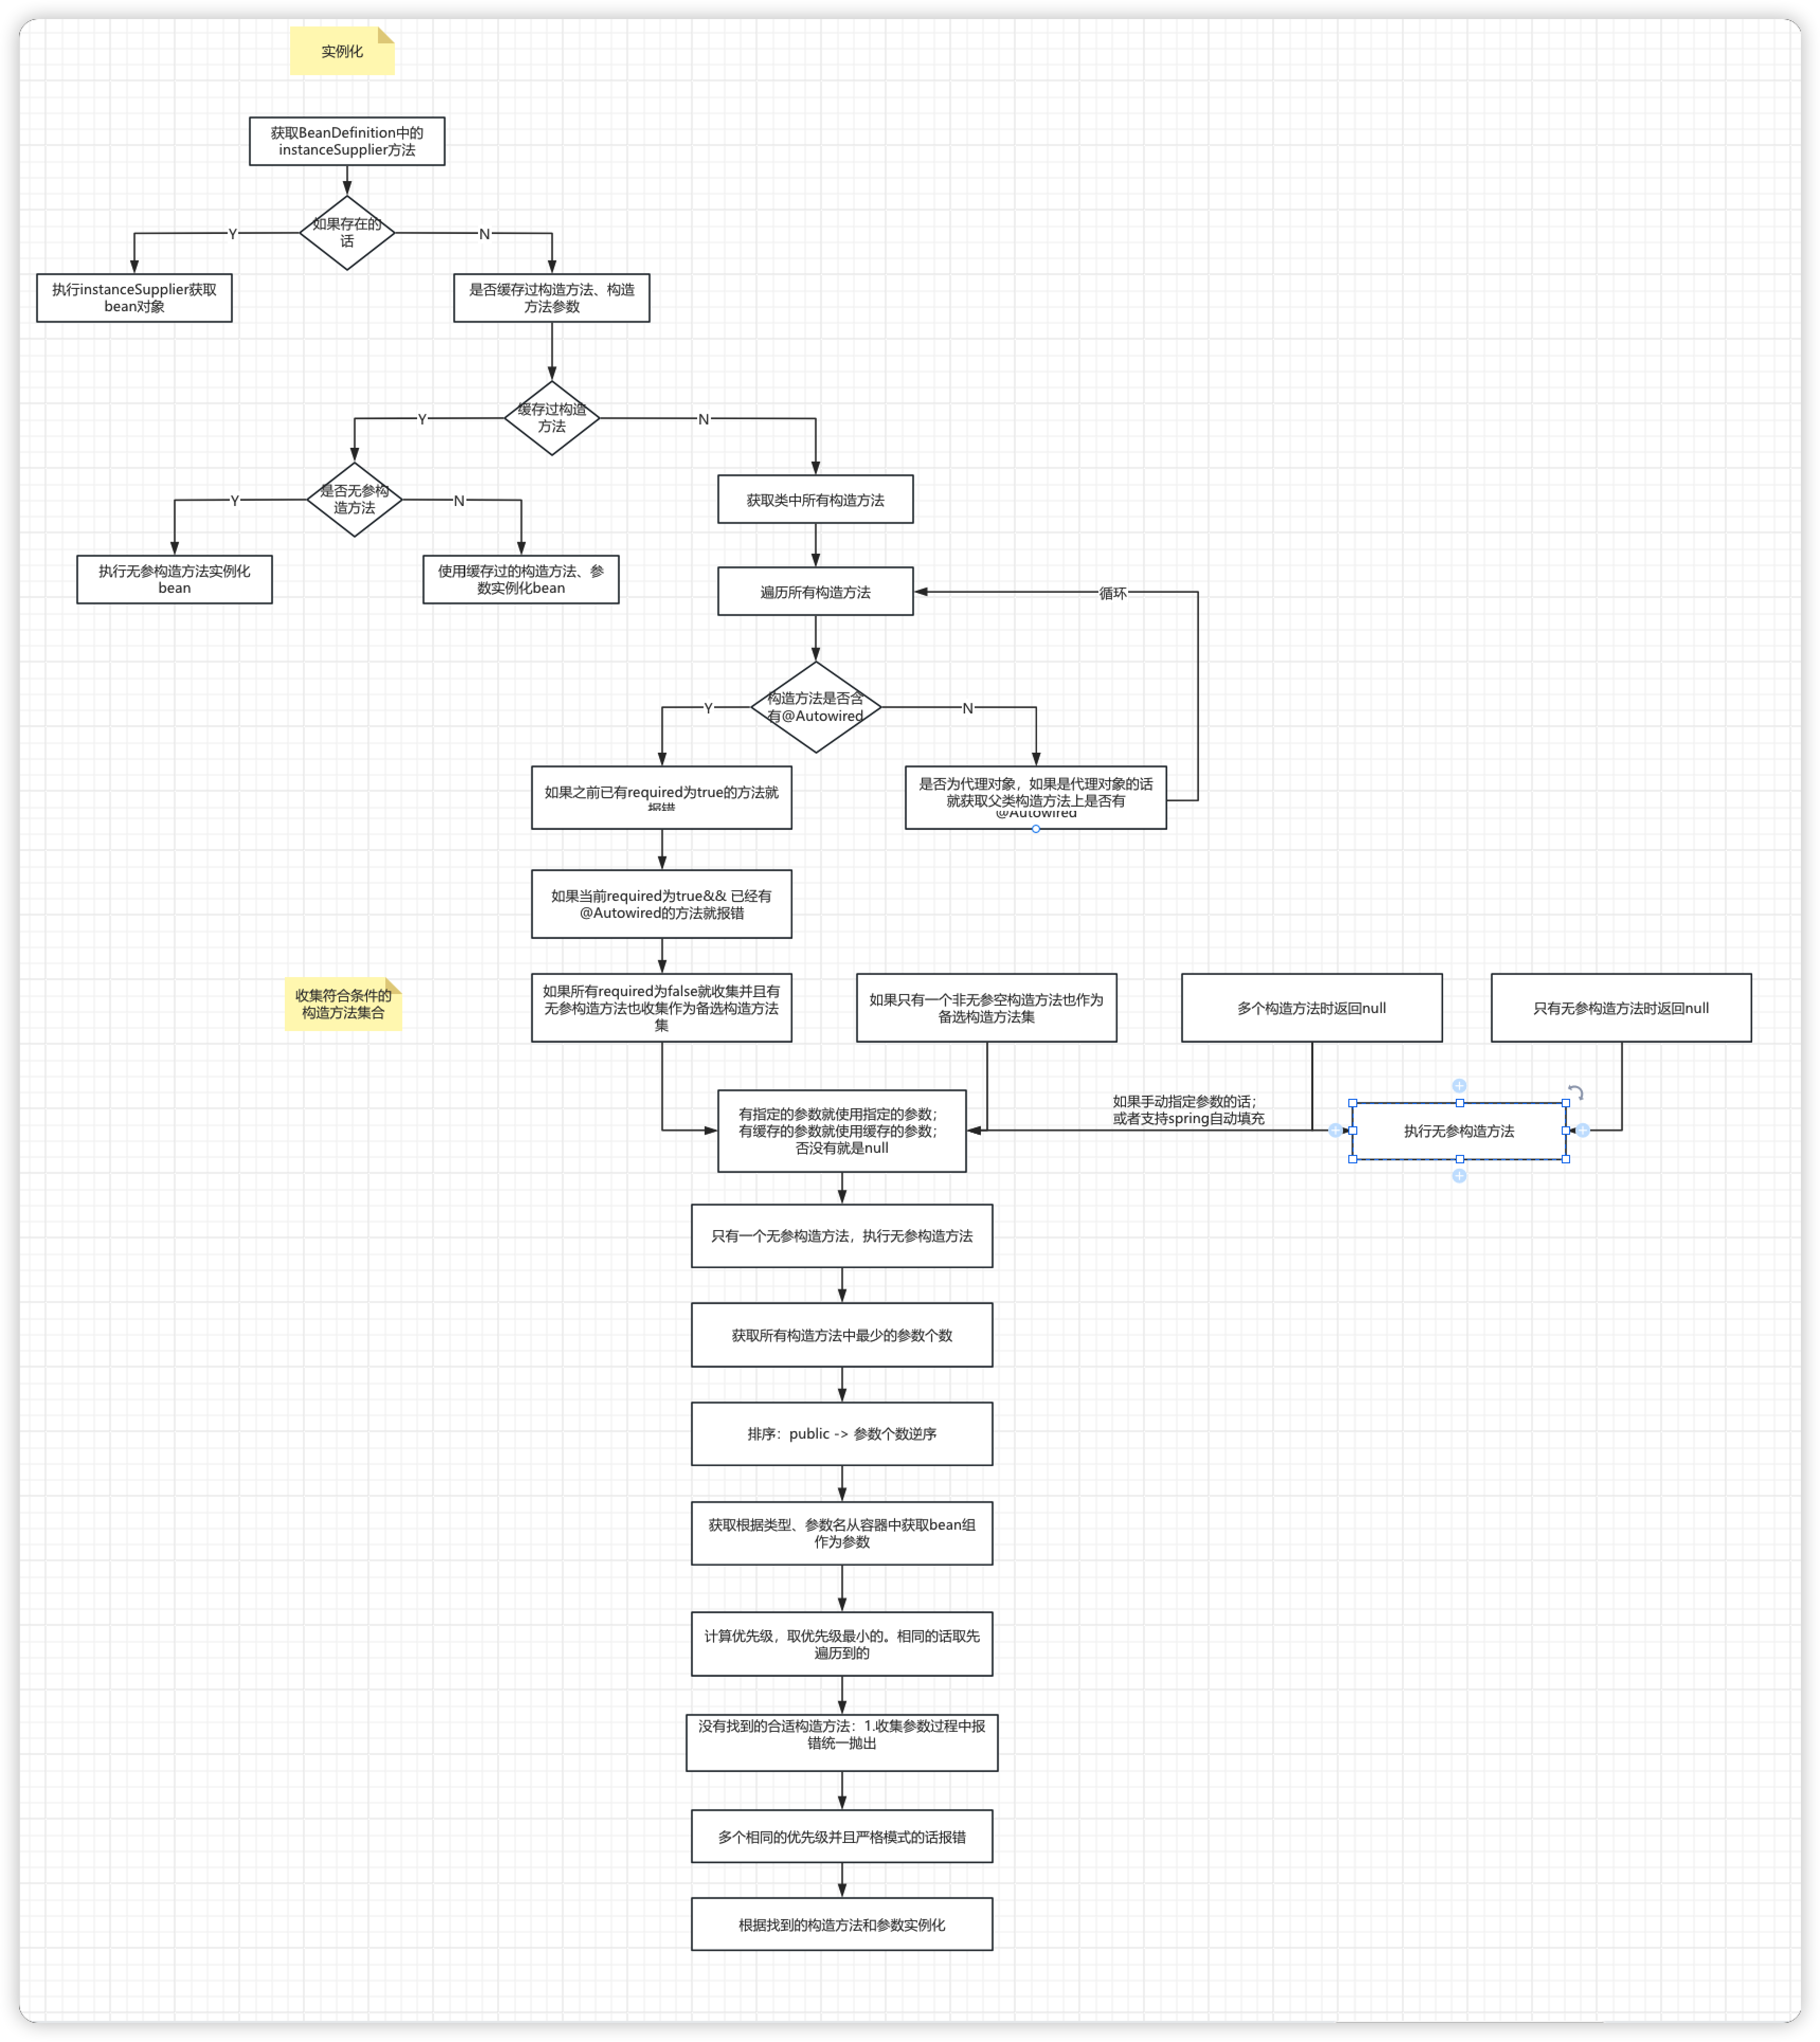 实例化
获取BeanDefinition中的
instanceSupplier方法
如果存在的
话
Y
N
执行instanceSupplier获取
bean对象
是否缓存过构造方法、构造
方法参数
缓存过构造
方法
Y
N
是否无参构
造方法
Y
N
获取类中所有构造方法
执行无参构造方法实例化
bean
使用缓存过的构造方法、参
数实例化bean
遍历所有构造方法
循环
构造方法是否含
有@Autowired
Y
N
如果之前已有required为true的方法就
报错
是否为代理对象，如果是代理对象的话
就获取父类构造方法上是否有
@Autowired
如果当前required为true&& 已经有
@Autowired的方法就报错
收集符合条件的
构造方法集合
如果所有required为false就收集并且有
无参构造方法也收集作为备选构造方法
集
如果只有一个非无参空构造方法也作为
备选构造方法集
多个构造方法时返回null
只有无参构造方法时返回null
有指定的参数就使用指定的参数；
有缓存的参数就使用缓存的参数；
否没有就是null
如果手动指定参数的话；
或者支持spring自动填充
执行无参构造方法
只有一个无参构造方法，执行无参构造方法
获取所有构造方法中最少的参数个数
排序：public -> 参数个数逆序
获取根据类型、参数名从容器中获取bean组
作为参数
计算优先级，取优先级最小的。相同的话取先
遍历到的
没有找到的合适构造方法：1.收集参数过程中报
错统一抛出
多个相同的优先级并且严格模式的话报错
根据找到的构造方法和参数实例化